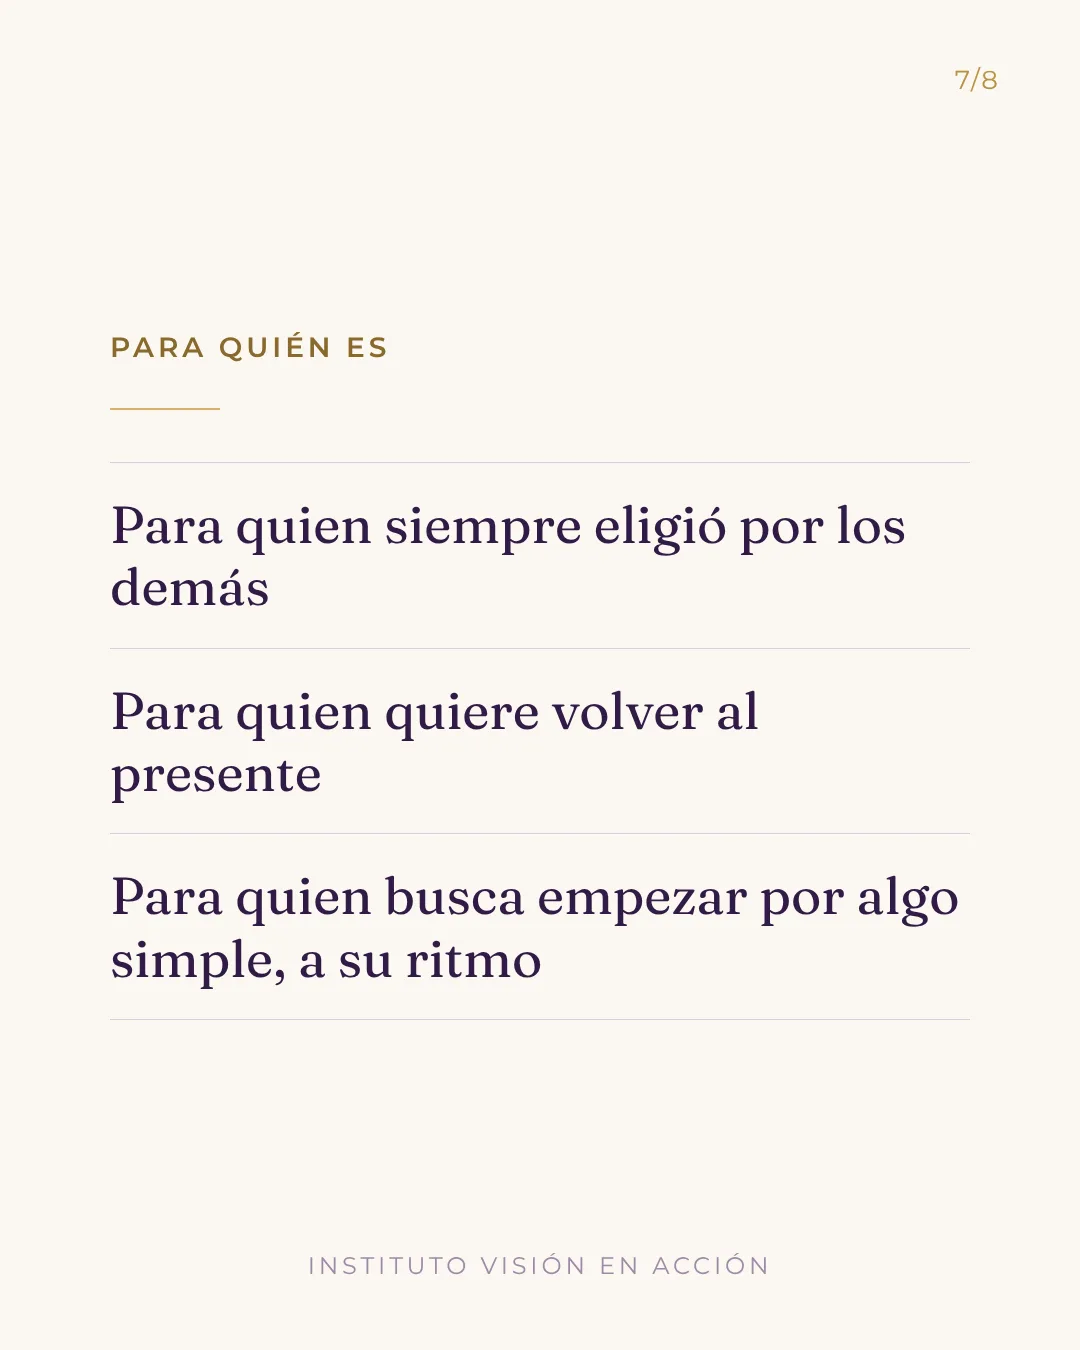 7/8
PARA QUIÉN ES
Para quien siempre eligió por los
demás
Para quien quiere volver al
presente
Para quien busca empezar por algo
simple, a su ritmo
INSTITUTO VISIÓN EN ACCIÓN